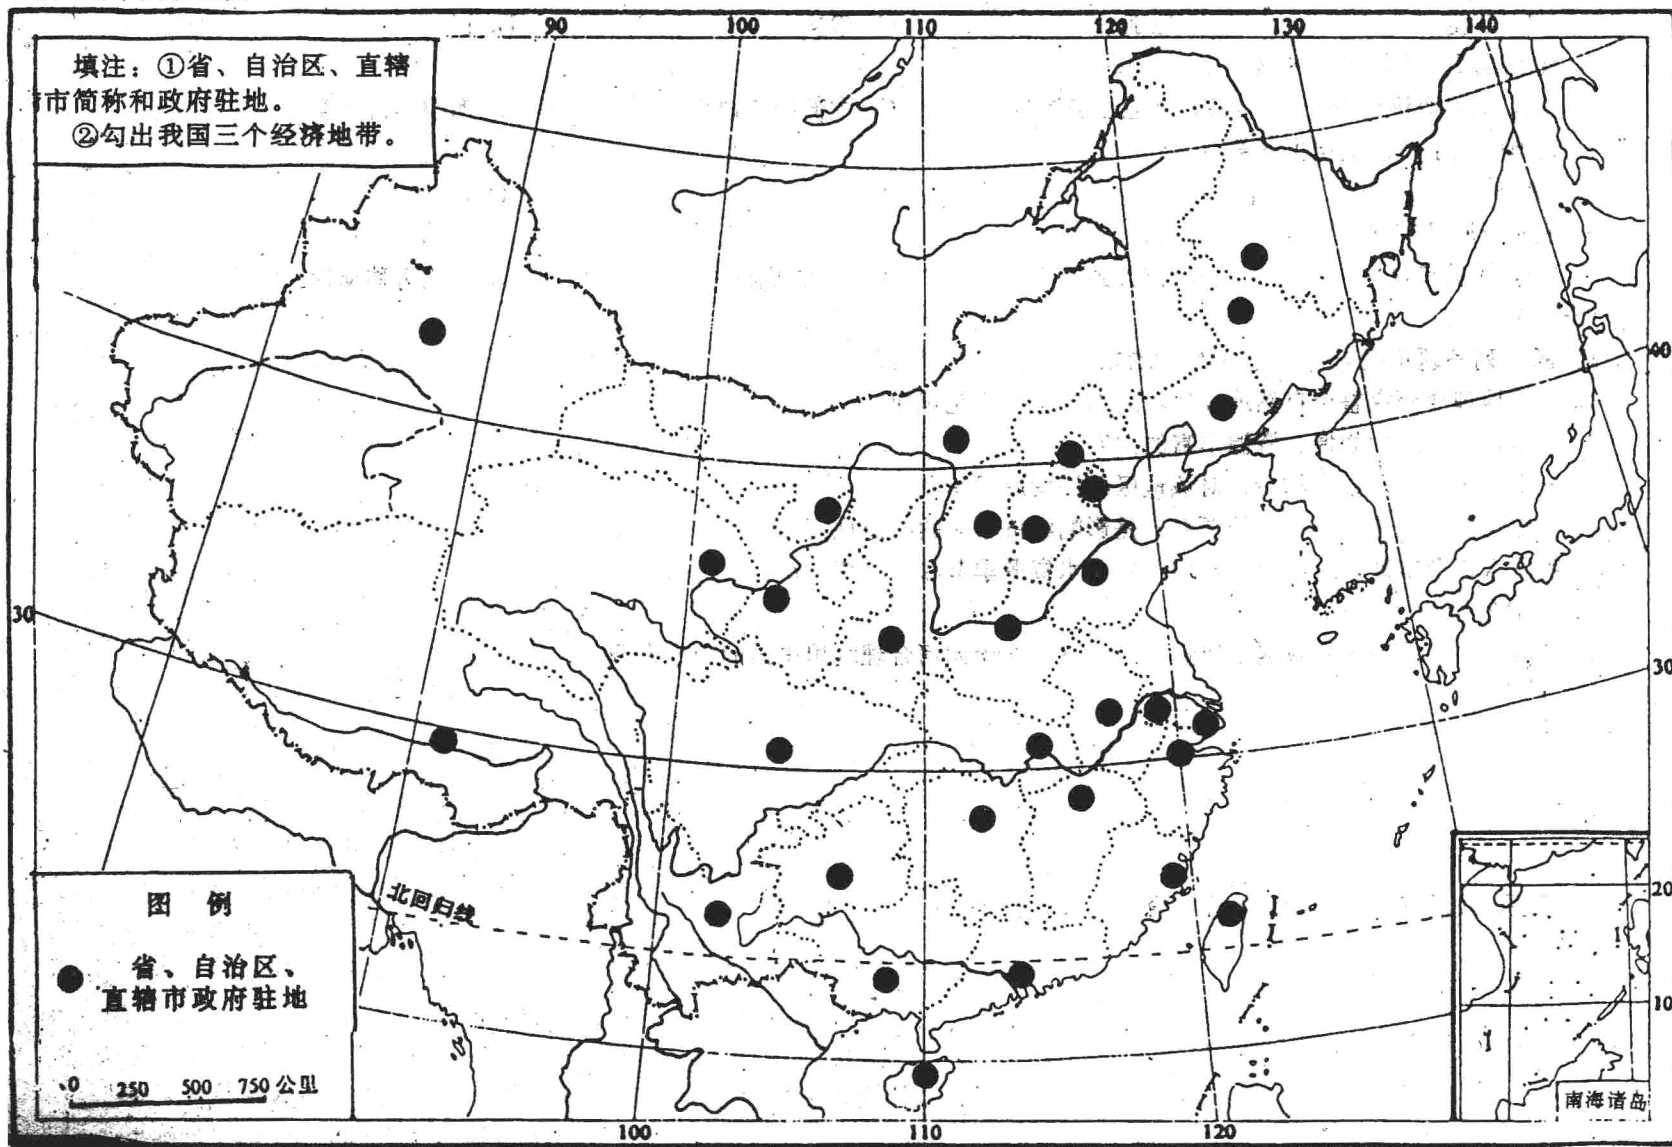 90 100 110 120 130 140
填注：①省、自治区、直辖
市简称和政府驻地。
②勾出我国三个经济地带。
40
30
30
北回归线
图 例
省、自治区、
直辖市政府驻地
0 250 500 750 公里
20
10
南海诸岛
100 110 120